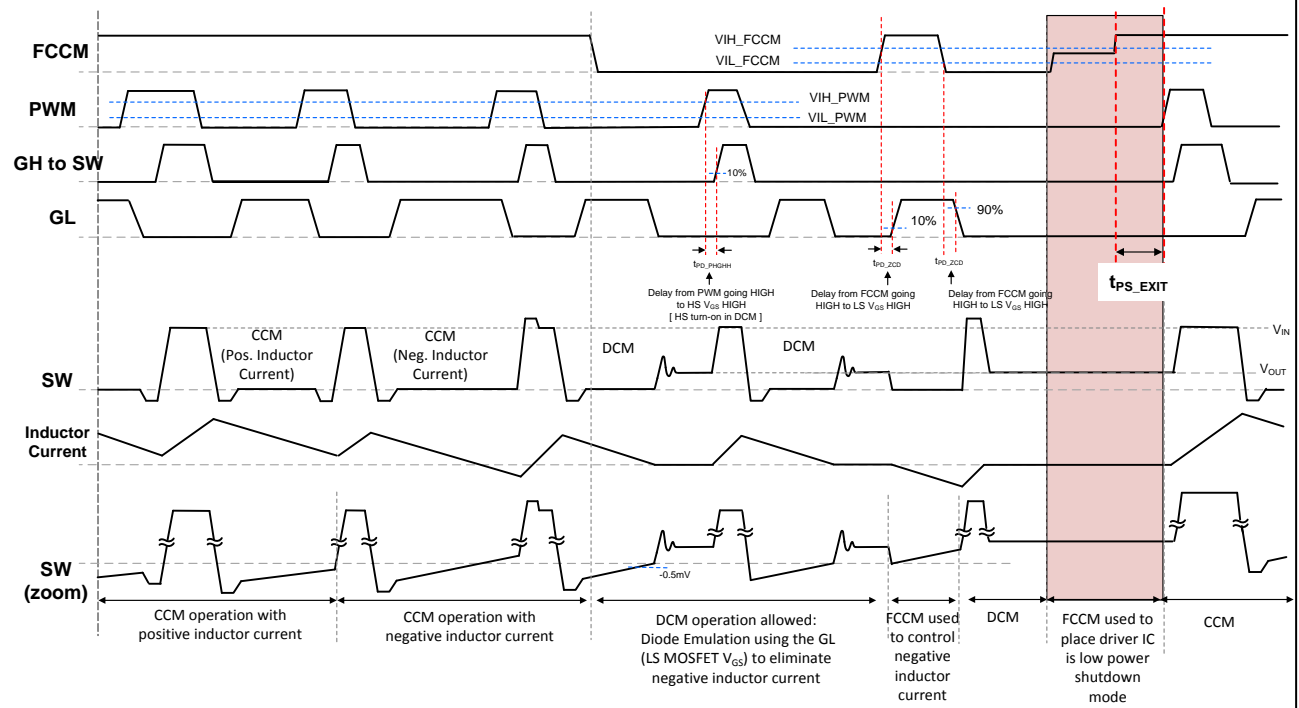 FCCM
VIH_FCCM
VIL_FCCM
PWM
VIH_PWM
VIL_PWM
GH to SW
10%
GL
10%
90%
tPD_PHGHH
tPD_ZCD
tPD_ZCD
tPS_EXIT
Delay from PWM going HIGH
to HS VGS HIGH
[ HS turn-on in DCM ]
Delay from FCCM going
HIGH to LS VGS HIGH
Delay from FCCM going
HIGH to LS VGS HIGH
SW
CCM
(Pos. Inductor
Current)
CCM
(Neg. Inductor
Current)
DCM
DCM
DCM
VIN
VOUT
Inductor
Current
SW
(zoom)
-0.5mV
CCM operation with
positive inductor current
CCM operation with
negative inductor current
DCM operation allowed:
Diode Emulation using the GL
(LS MOSFET VGS) to eliminate
negative inductor current
FCCM used
to control
negative
inductor
current
DCM
FCCM used to
place driver IC
is low power
shutdown
mode
CCM